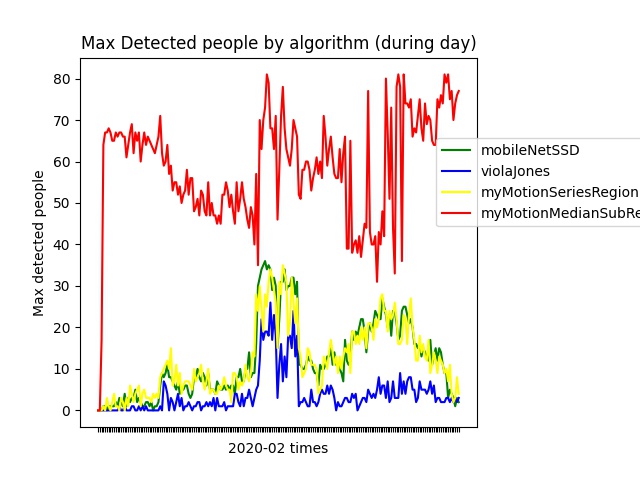 Max Detected people by algorithm (during day)
Max detected people
80
70
60
50
40
30
20
10
0
2020-02 times
mobileNetSSD
violaJones
myMotionSeriesRegion
myMotionMedianSubRe